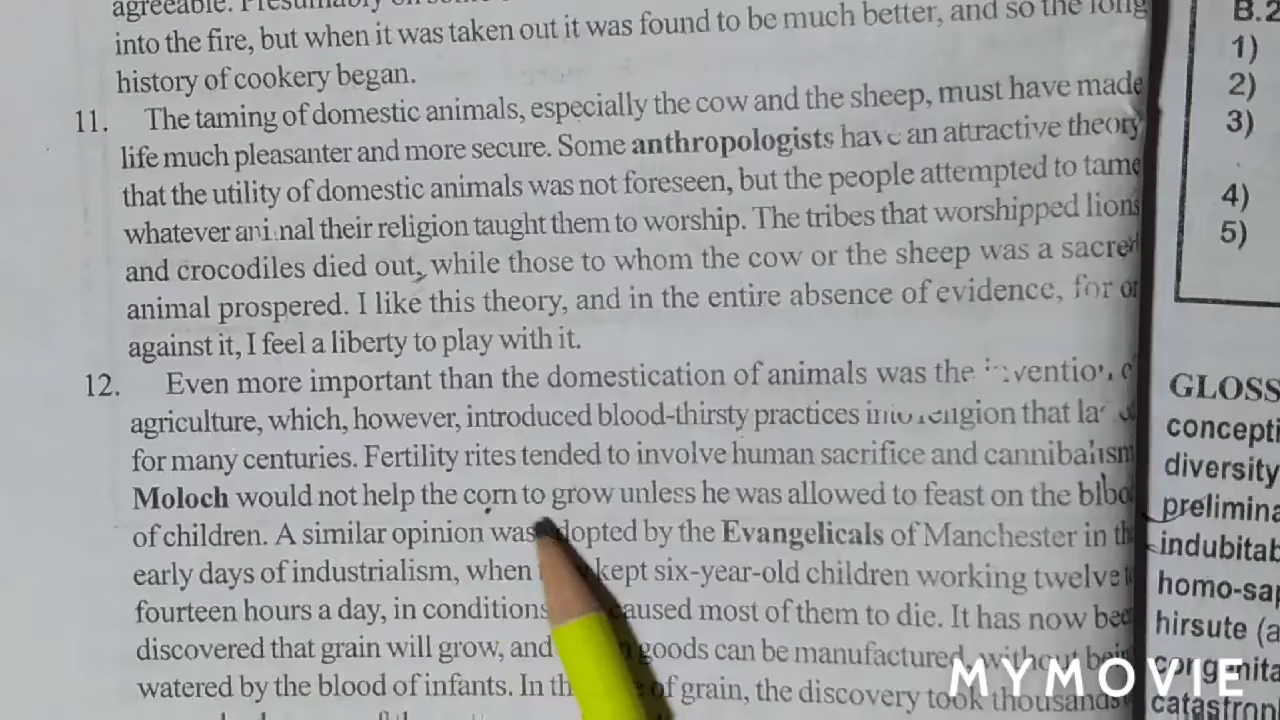 agreeable. Presumably on some
into the fire, but when it was taken out it was found to be much better, and so the long
history of cookery began.
11. The taming of domestic animals, especially the cow and the sheep, must have made
life much pleasanter and more secure. Some anthropologists have an attractive theory
that the utility of domestic animals was not foreseen, but the people attempted to tame
whatever animal their religion taught them to worship. The tribes that worshipped lions
and crocodiles died out, while those to whom the cow or the sheep was a sacred
animal prospered. I like this theory, and in the entire absence of evidence, for or
against it, I feel a liberty to play with it.
12. Even more important than the domestication of animals was the invention of
agriculture, which, however, introduced blood-thirsty practices into religion that
for many centuries. Fertility rites tended to involve human sacrifice and cannibalism
Moloch would not help the corn to grow unless he was allowed to feast on the
of children. A similar opinion was adopted by the Evangelicals of Manchester in
early days of industrialism, when kept six-year-old children working twelve
fourteen hours a day, in conditions caused most of them to die. It has now
discovered that grain will grow, and goods can be manufactured, without
watered by the blood of infants. In of grain, the discovery took thousands
B.2
1)
2)
3)
4)
5)
GLOSS
concepti
diversity
prelimina
indubitab
homo-sap
hirsute (a
congenita
catastrop
MYMOVIE